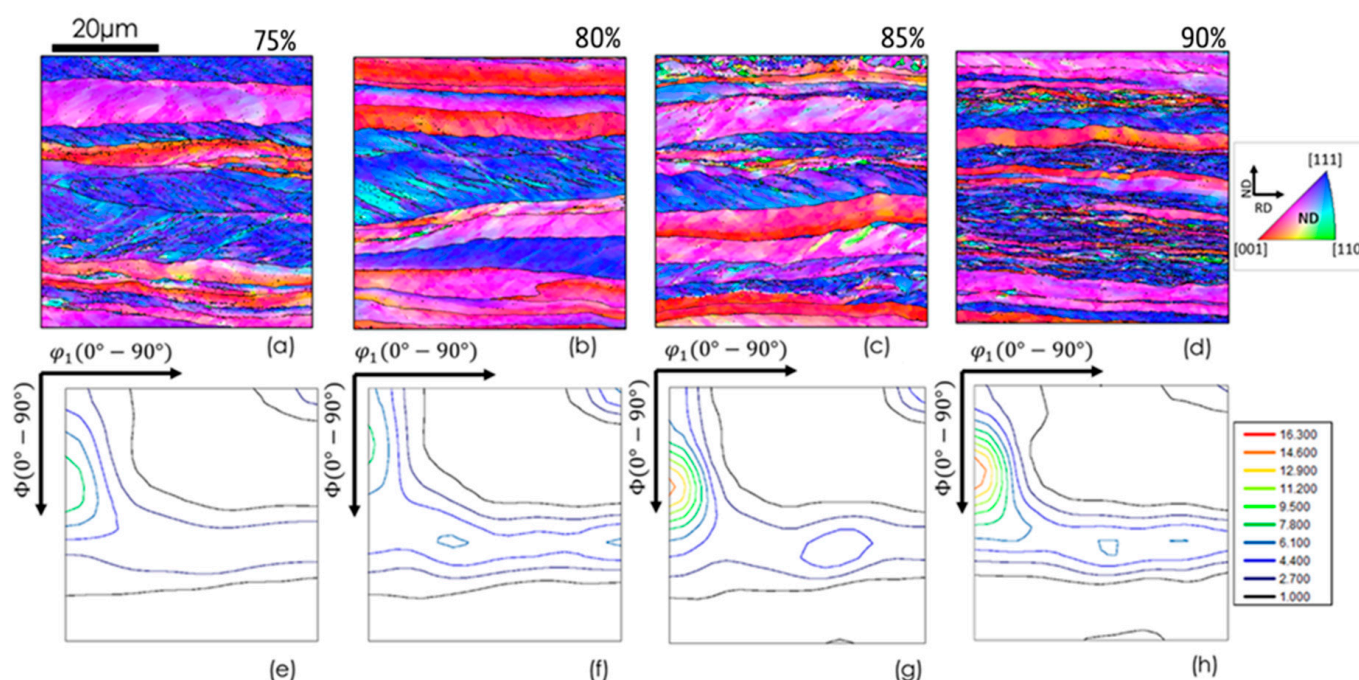 20μm
75%
80%
85%
90%
[111]
ND
RD
ND
[001]
[110
(a)
(b)
(c)
(d)
φ₁(0° − 90°)
φ₁(0° − 90°)
φ₁(0° − 90°)
φ₁(0° − 90°)
Φ(0° − 90°)
Φ(0° − 90°)
Φ(0° − 90°)
Φ(0° − 90°)
16.300
14.600
12.900
11.200
9.500
7.800
6.100
4.400
2.700
1.000
(e)
(f)
(g)
(h)